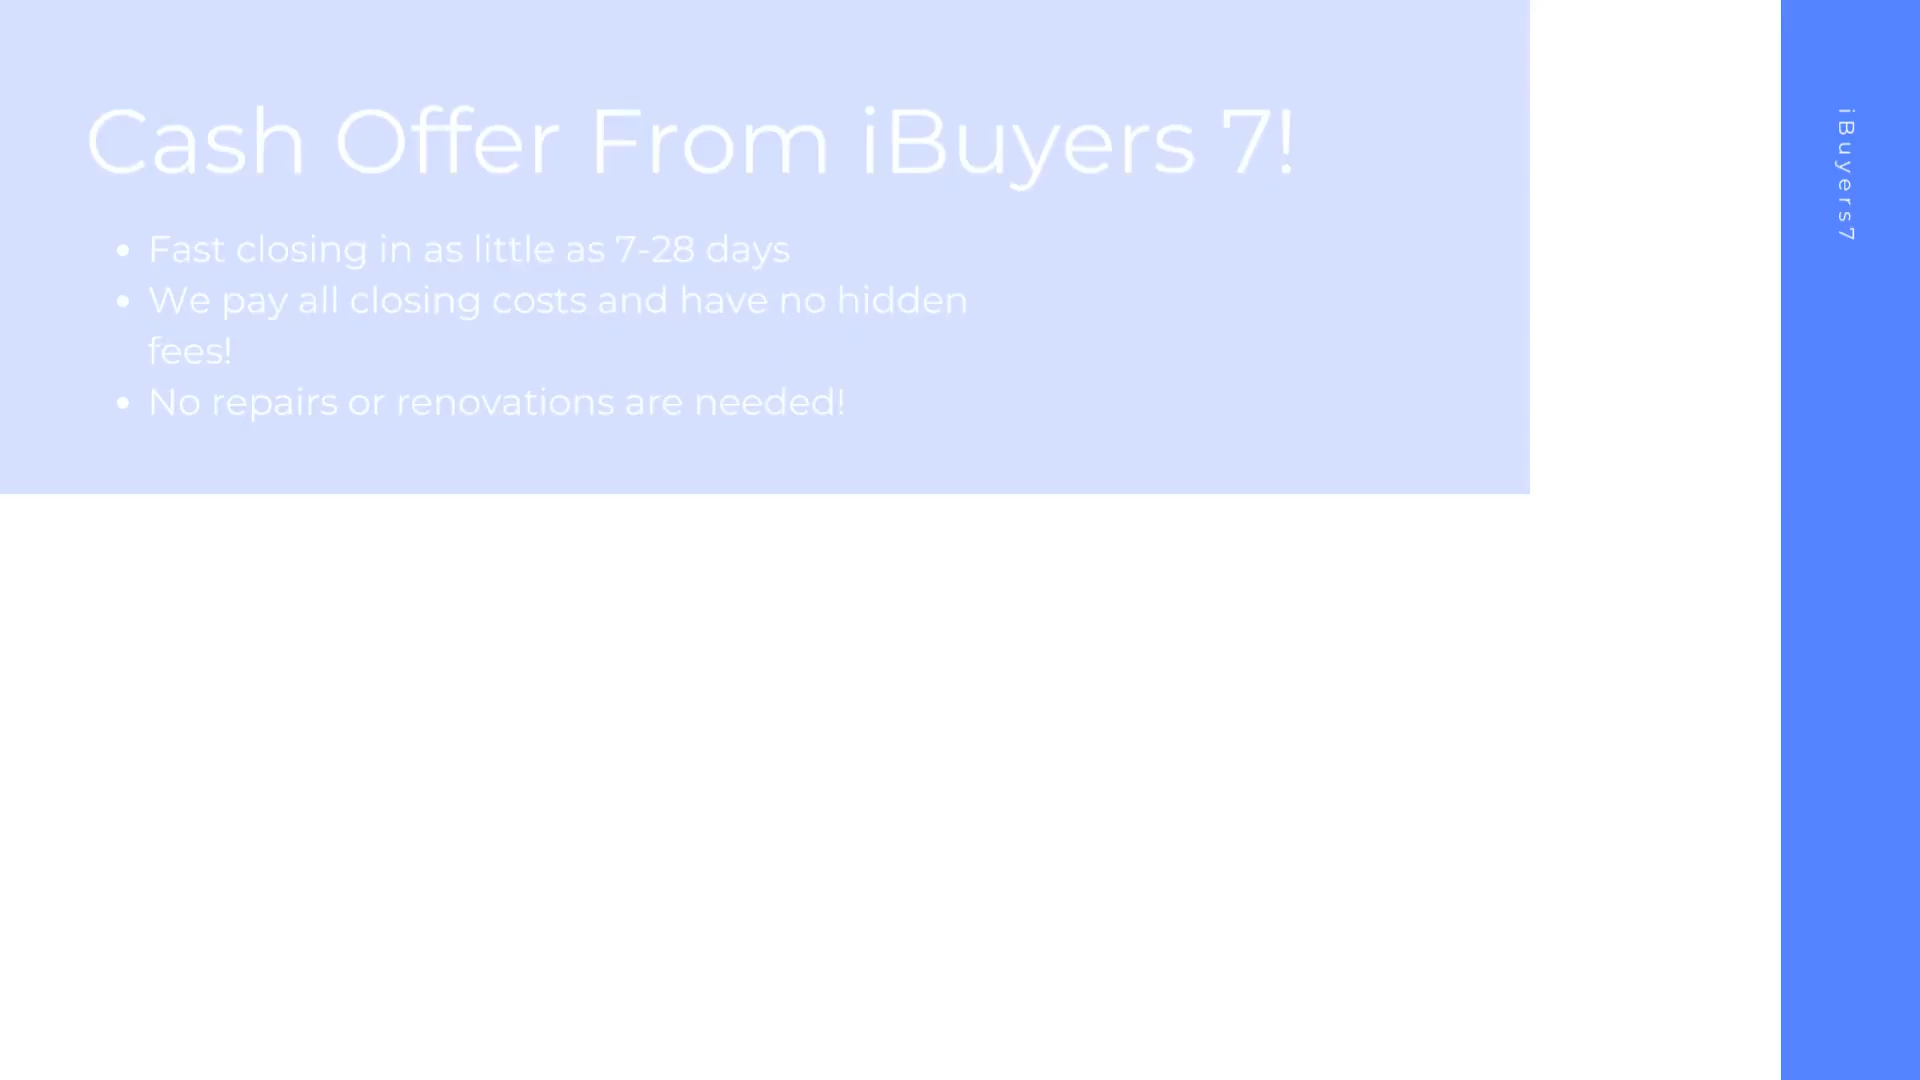 Cash Offer From iBuyers 7!
• Fast closing in as little as 7-28 days
• We pay all closing costs and have no hidden
fees!
• No repairs or renovations are needed!
iBuyers7